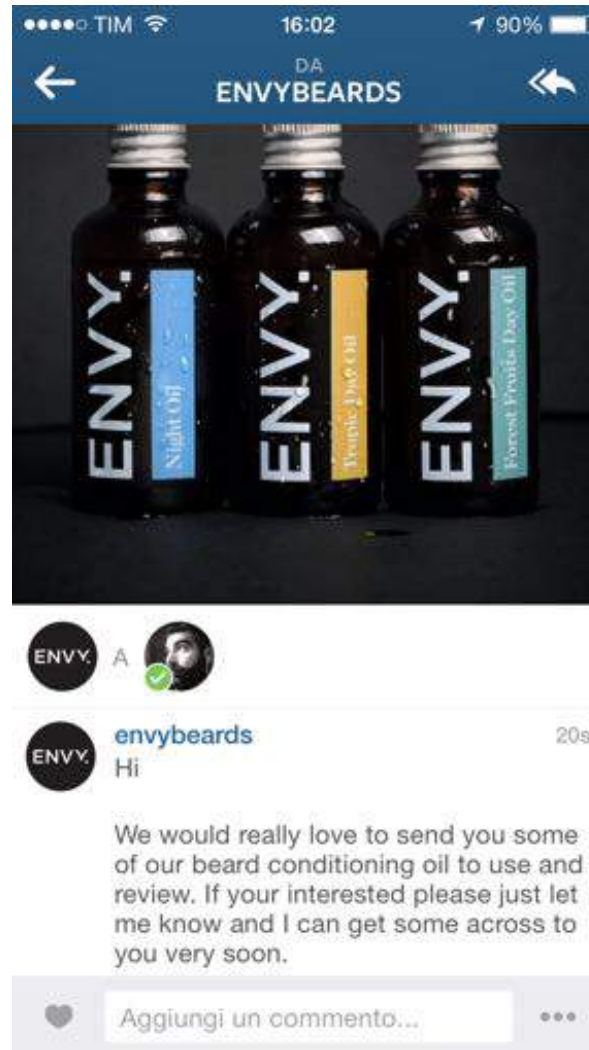 TIM 16:02 90%
DA
ENVYBEARDS
ENVY. Night Oil
ENVY. Tropic Day Oil
ENVY. Forest Fruits Day Oil
ENVY. A
ENVY. envybeards 20s
Hi
We would really love to send you some
of our beard conditioning oil to use and
review. If your interested please just let
me know and I can get some across to
you very soon.
Aggiungi un commento...